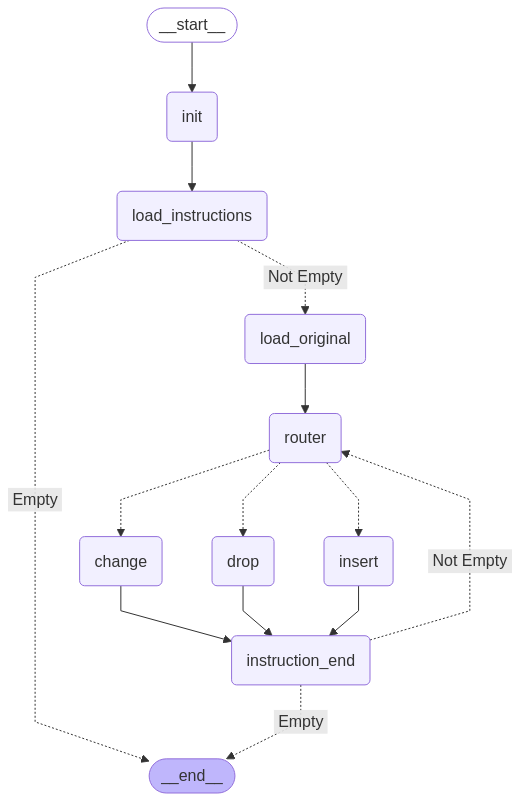 __start__
init
load_instructions
Not Empty
load_original
router
Empty
change
drop
insert
Not Empty
instruction_end
Empty
__end__